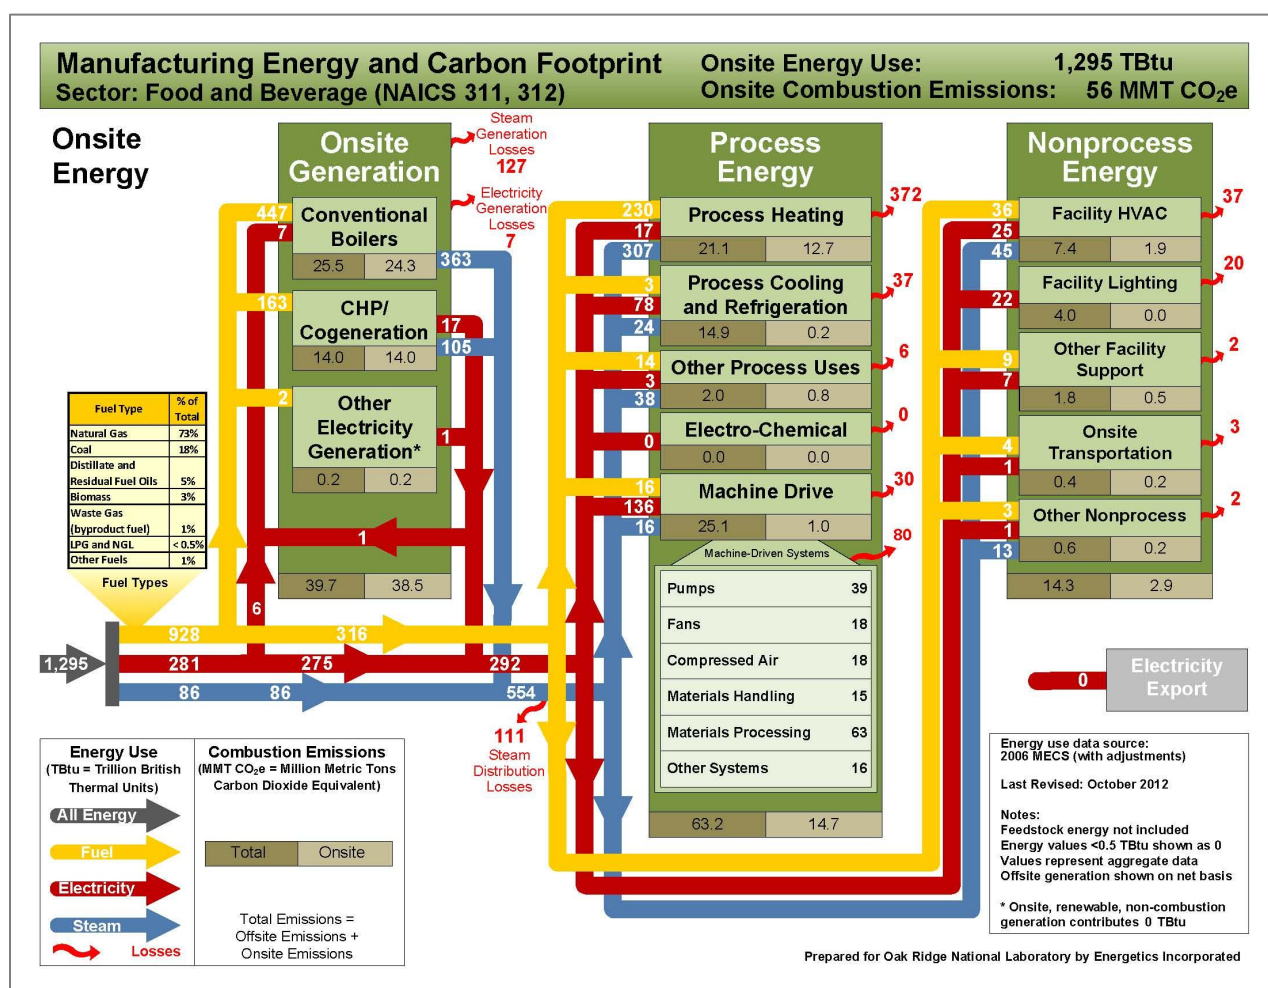 Manufacturing Energy and Carbon Footprint
Sector: Food and Beverage (NAICS 311, 312)
Onsite Energy Use: 1,295 TBtu
Onsite Combustion Emissions: 56 MMT CO₂e
Onsite
Energy
Onsite
Generation
Steam
Generation
Losses
127
Electricity
Generation
Losses
7
447
7
Conventional
Boilers
25.5 24.3
363
163
CHP/
Cogeneration
14.0 14.0
17
105
2
Other
Electricity
Generation*
0.2 0.2
1
1
39.7 38.5
6
Fuel Type % of Total
Natural Gas 73%
Coal 18%
Distillate and
Residual Fuel Oils 5%
Biomass 3%
Waste Gas
(byproduct fuel) 1%
LPG and NGL < 0.5%
Other Fuels 1%
Fuel Types
1,295
928 316
281 275 292
86 86 554
111
Steam
Distribution
Losses
Process
Energy
230
17
307
Process Heating
21.1 12.7
372
3
78
24
Process Cooling
and Refrigeration
14.9 0.2
37
14
3
38
Other Process Uses
2.0 0.8
6
0
Electro-Chemical
0.0 0.0
0
16
136
16
Machine Drive
25.1 1.0
30
Machine-Driven Systems
80
Pumps 39
Fans 18
Compressed Air 18
Materials Handling 15
Materials Processing 63
Other Systems 16
63.2 14.7
Nonprocess
Energy
36
25
45
Facility HVAC
7.4 1.9
37
22
Facility Lighting
4.0 0.0
20
9
7
Other Facility
Support
1.8 0.5
2
4
1
Onsite
Transportation
0.4 0.2
3
3
1
13
Other Nonprocess
0.6 0.2
2
14.3 2.9
0
Electricity
Export
Energy Use
(TBtu = Trillion British
Thermal Units)
All Energy
Fuel
Electricity
Steam
Losses
Combustion Emissions
(MMT CO₂e = Million Metric Tons
Carbon Dioxide Equivalent)
Total Onsite
Total Emissions =
Offsite Emissions +
Onsite Emissions
Energy use data source:
2006 MECS (with adjustments)
Last Revised: October 2012
Notes:
Feedstock energy not included
Energy values <0.5 TBtu shown as 0
Values represent aggregate data
Offsite generation shown on net basis
* Onsite, renewable, non-combustion
generation contributes 0 TBtu
Prepared for Oak Ridge National Laboratory by Energetics Incorporated